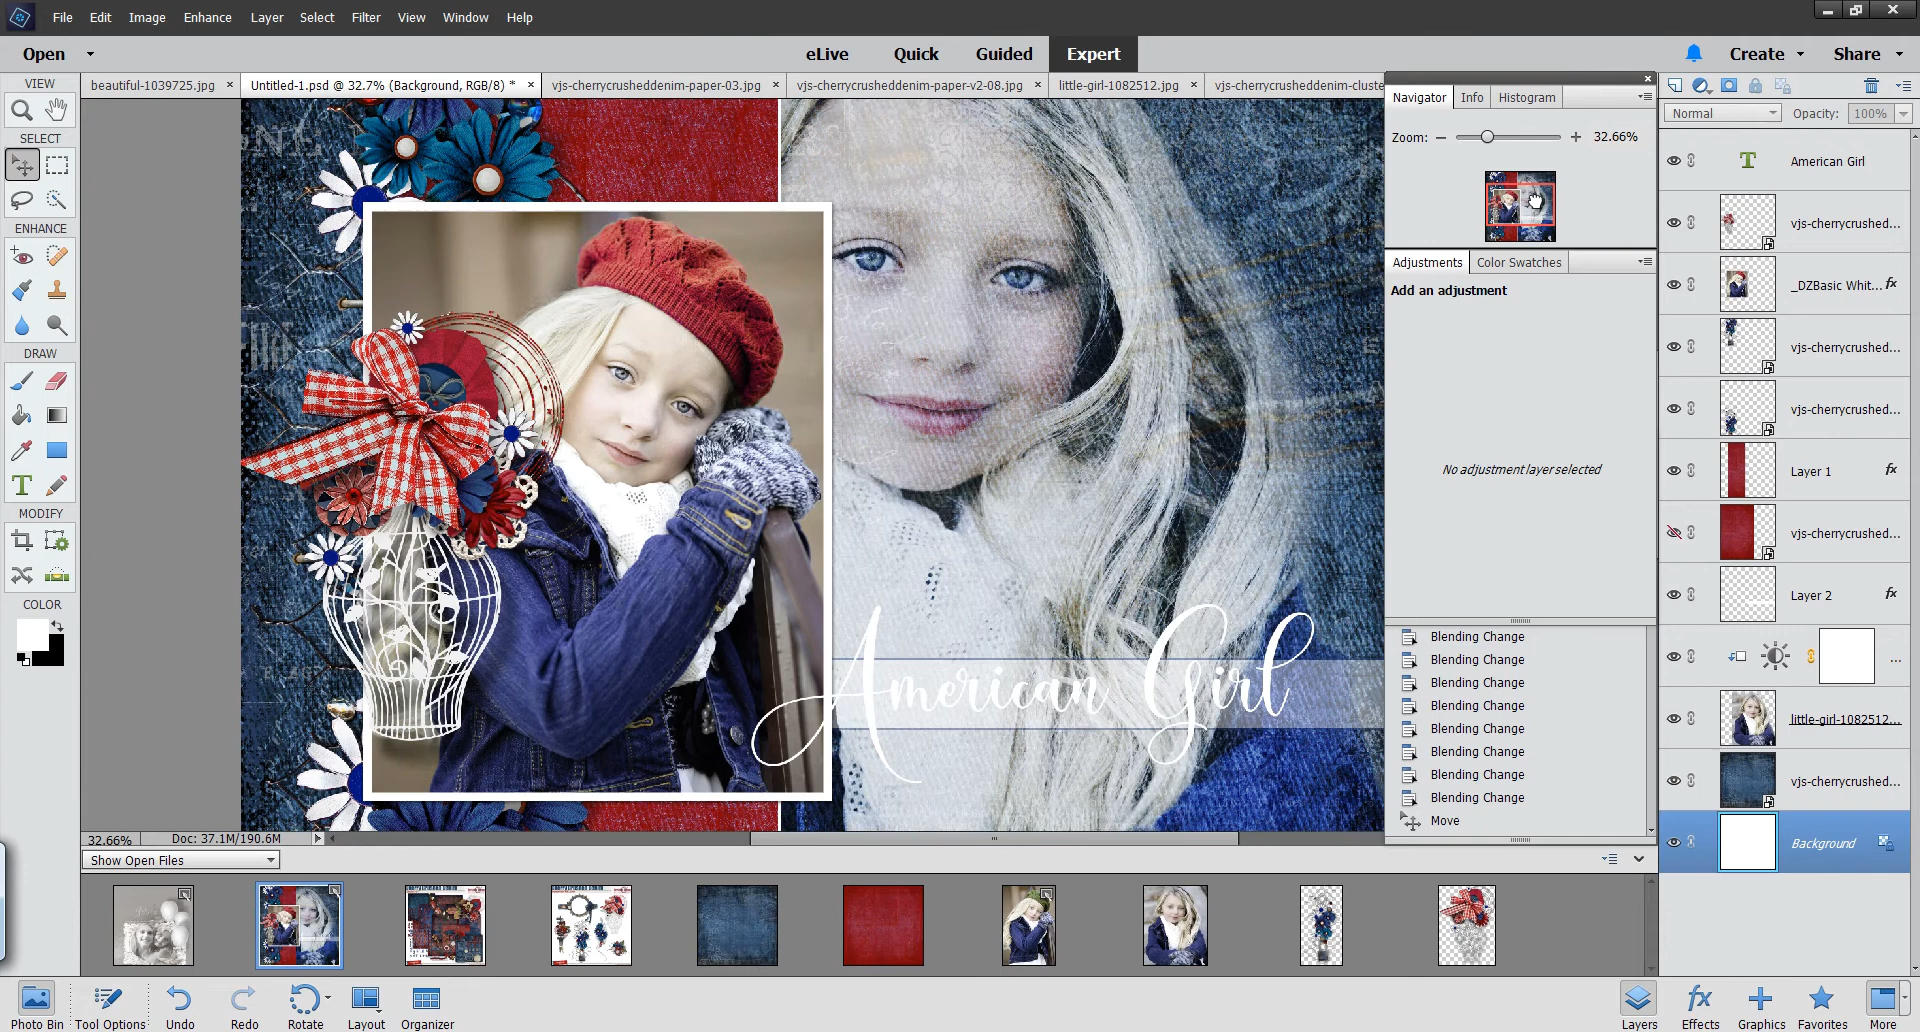 File Edit Image Enhance Layer Select Filter View Window Help
Open eLive Quick Guided Expert Create Share
VIEW
beautiful-1039725.jpg Untitled-1.psd @ 32.7% (Background, RGB/8) * vjs-cherrycrusheddenim-paper-03.jpg vjs-cherrycrusheddenim-paper-v2-08.jpg little-girl-1082512.jpg vjs-cherrycrusheddenim-cluste
Navigator Info Histogram
Normal Opacity: 100%
Zoom: 32.66%
SELECT
American Girl
vjs-cherrycrushed...
ENHANCE
Adjustments Color Swatches
Add an adjustment
_DZBasic Whit... fx
vjs-cherrycrushed...
DRAW
vjs-cherrycrushed...
No adjustment layer selected
Layer 1 fx
MODIFY
vjs-cherrycrushed...
Layer 2 fx
COLOR
American Girl
...
little-girl-1082512...
vjs-cherrycrushed...
Background
Blending Change
Blending Change
Blending Change
Blending Change
Blending Change
Blending Change
Blending Change
Blending Change
Move
32.66% Doc: 37.1M/190.6M
Show Open Files
Photo Bin Tool Options Undo Redo Rotate Layout Organizer Layers Effects Graphics Favorites More